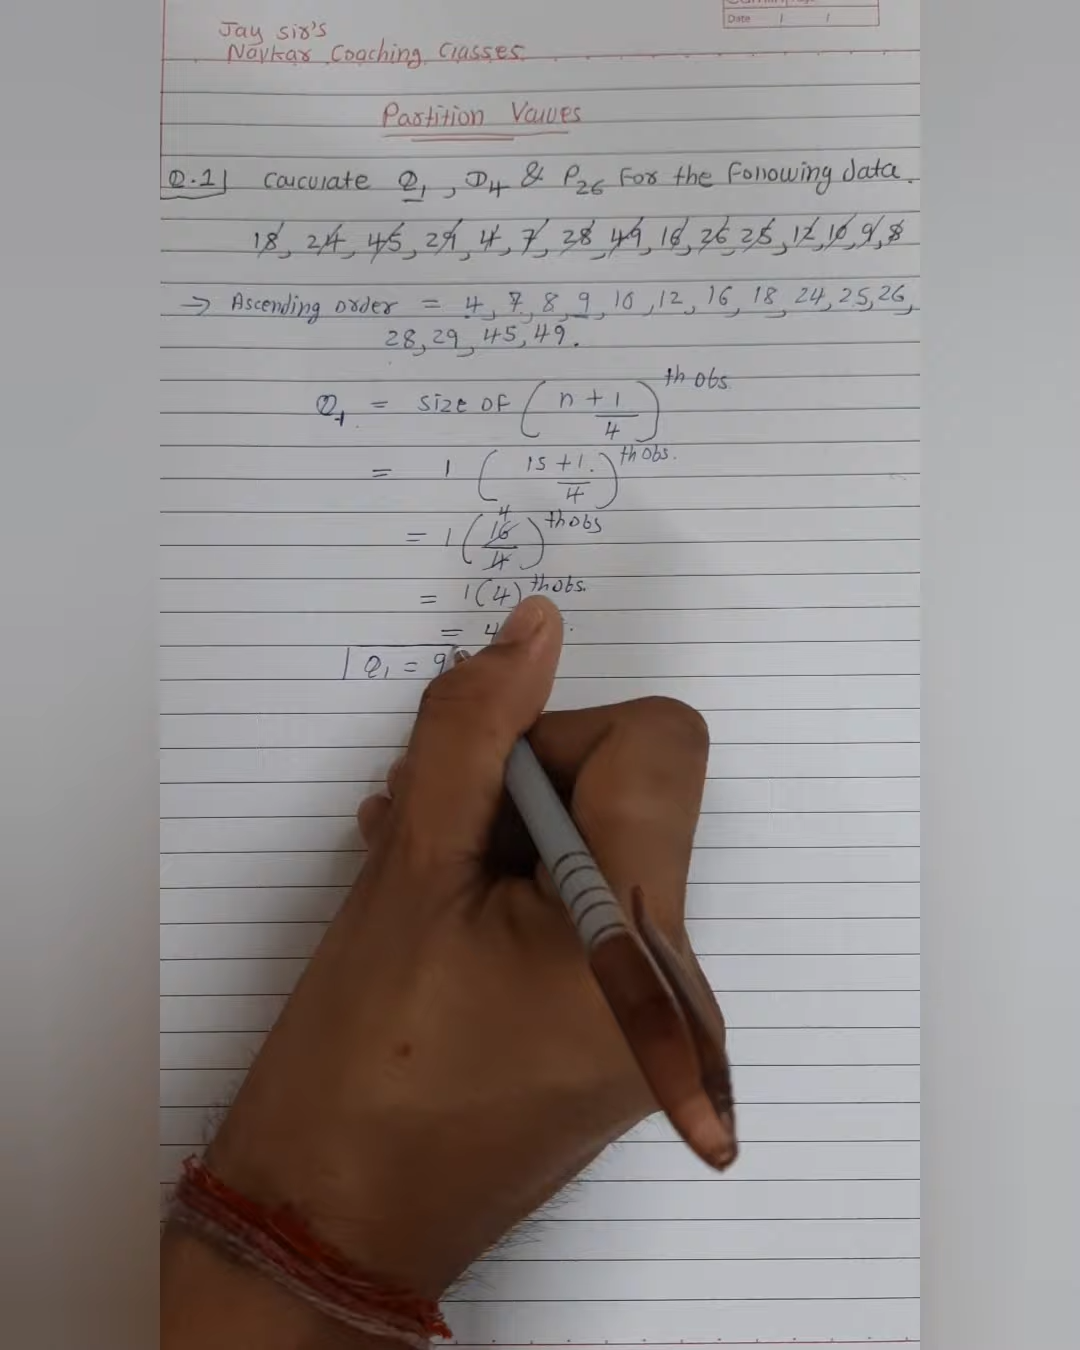 Date / /
Jay sir's
Navkar Coaching Classes.
Partition Values
Q.1] Calculate Q1, D4 & P26 For the Following data.
18, 24, 45, 29, 4, 7, 28, 49, 16, 26, 25, 12, 10, 9, 8
→ Ascending order = 4, 7, 8, 9, 10, 12, 16, 18, 24, 25, 26,
28, 29, 45, 49.
Q1 = size OF (n + 1 / 4) th obs
= 1 (15 + 1. / 4) th obs.
= 1 (16 / 4) th obs 4
= 1 (4) th obs.
= 4
Q1 = 9